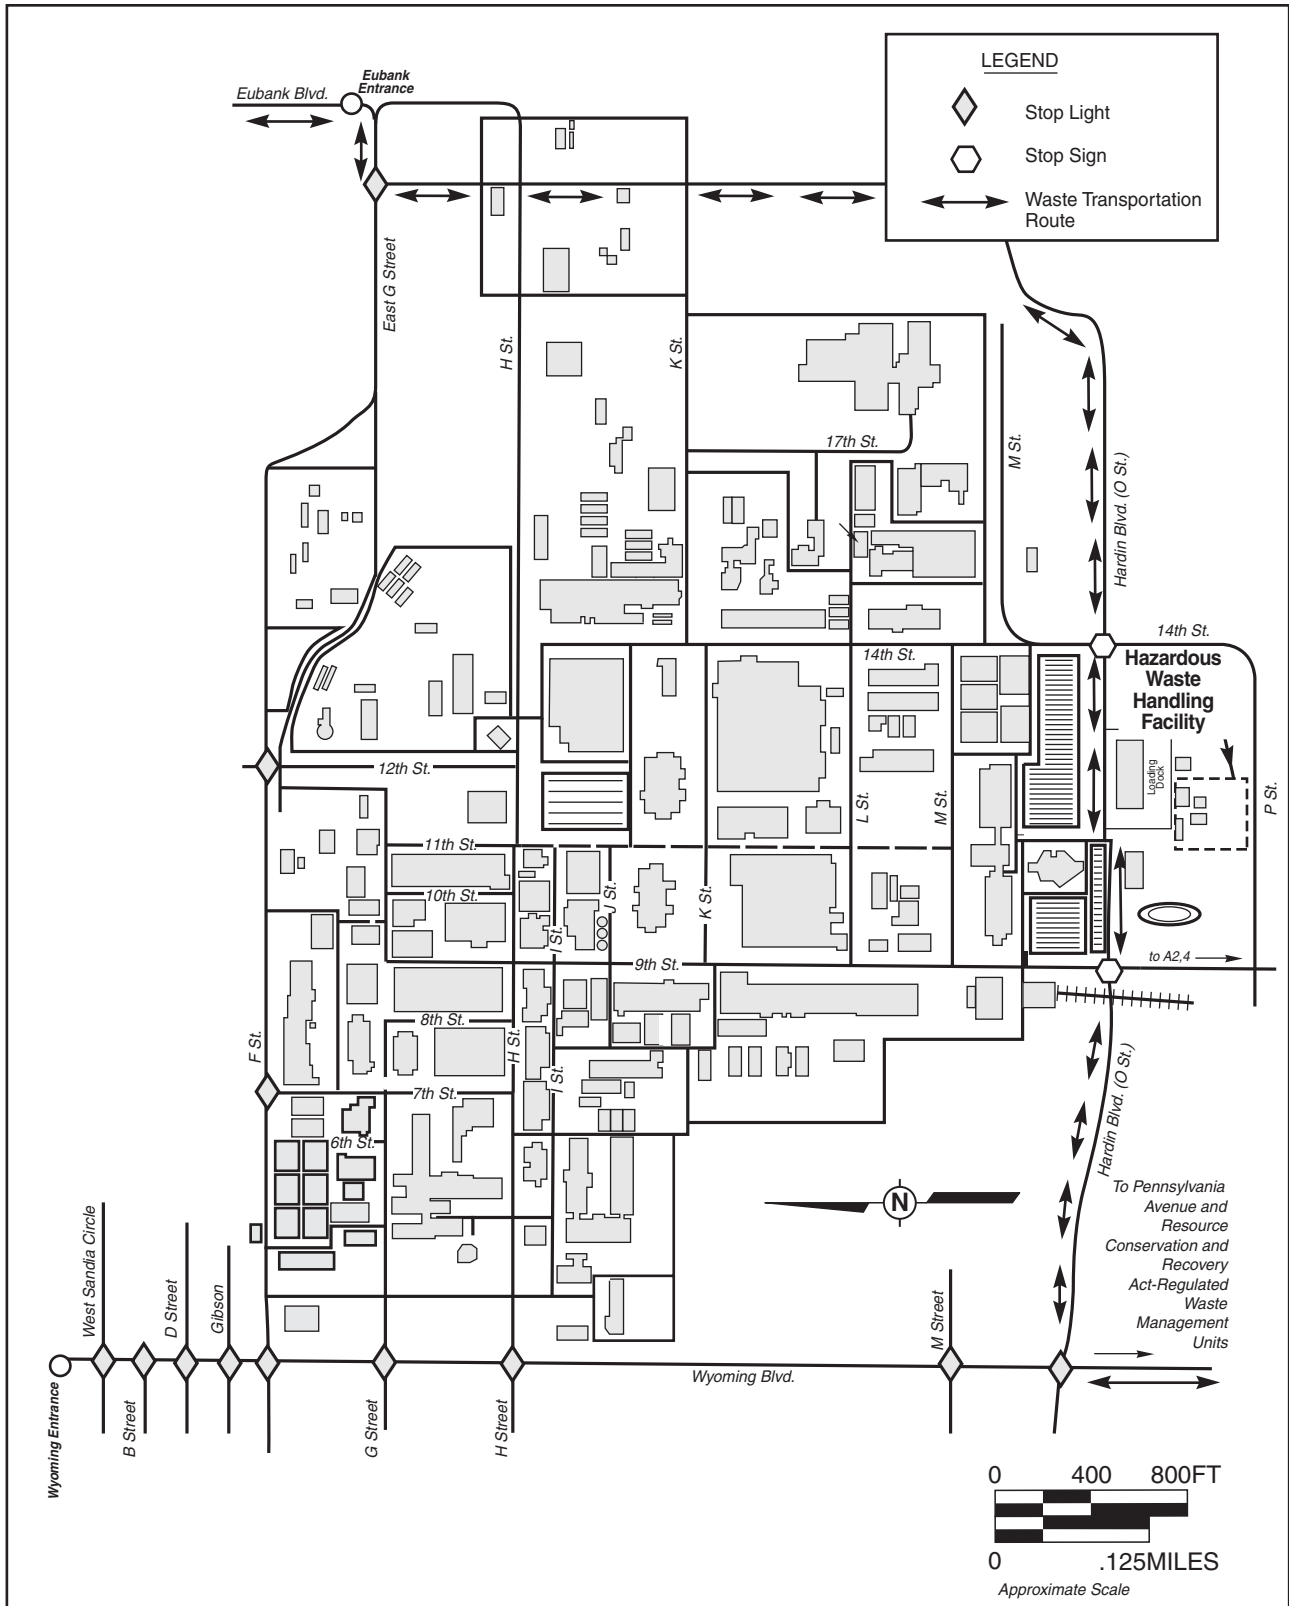 LEGEND
Stop Light
Stop Sign
Waste Transportation
Route
Eubank
Entrance
Eubank Blvd.
East G Street
H St.
K St.
17th St.
M St.
Hardin Blvd. (O St.)
14th St.
14th St.
Hazardous
Waste
Handling
Facility
Loading
Dock
P St.
12th St.
L St.
M St.
11th St.
10th St.
J St.
K St.
I St.
9th St.
to A2,4
8th St.
F St.
H St.
I St.
7th St.
6th St.
Hardin Blvd. (O St.)
N
To Pennsylvania
Avenue and
Resource
Conservation and
Recovery
Act-Regulated
Waste
Management
Units
West Sandia Circle
D Street
Gibson
M Street
Wyoming Blvd.
Wyoming Entrance
B Street
G Street
H Street
0 400 800FT
0 .125MILES
Approximate Scale